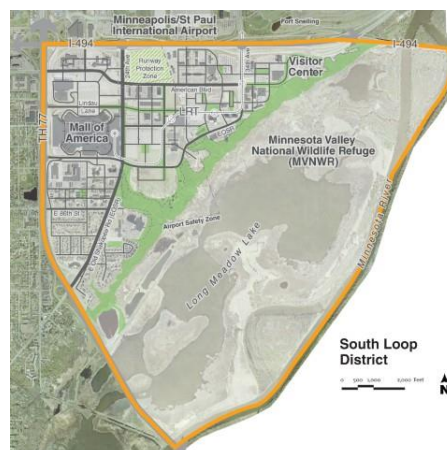 Minneapolis/St Paul
International Airport
Fort Snelling
I-494
I-494
Runway
Protection
Zone
Visitor
Center
American Blvd
Lindau
Lane
LRT
Mall of
America
TH 77
Minnesota Valley
National Wildlife Refuge
(MVNWR)
E 86th St
Airport Safety Zone
Long Meadow Lake
Minnesota River
South Loop
District
N